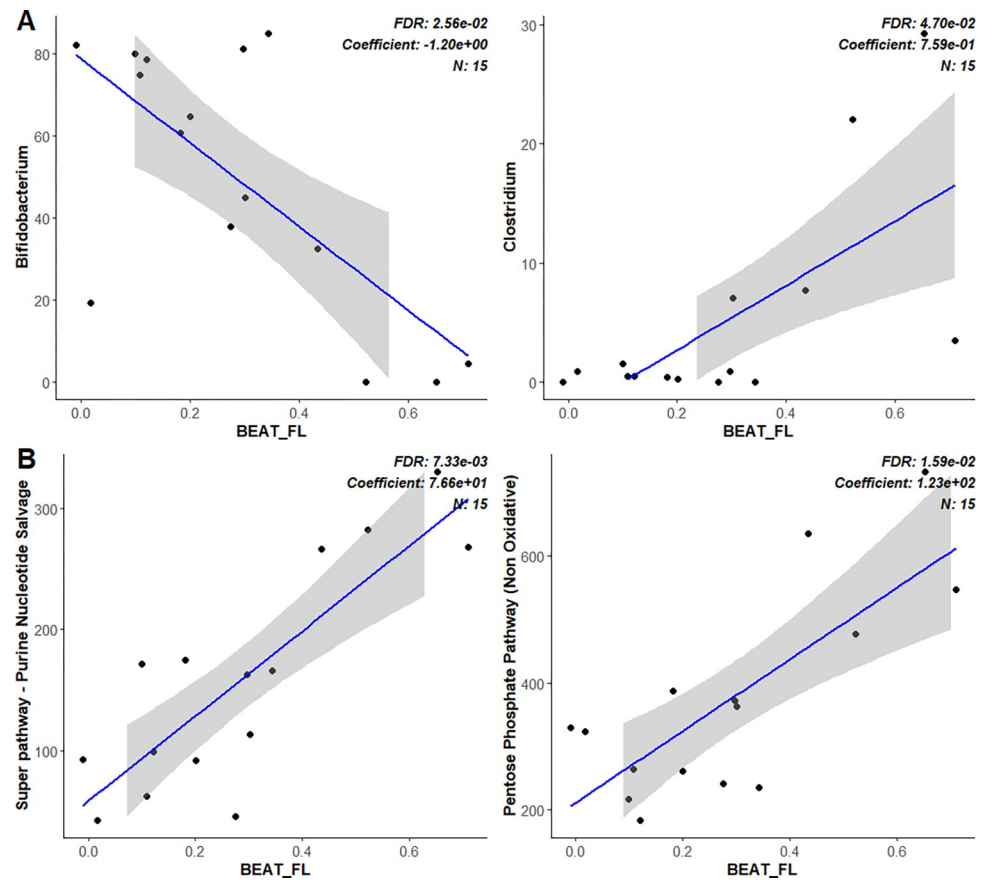 A
FDR: 2.56e-02
Coefficient: -1.20e+00
N: 15
Bifidobacterium
80
60
40
20
0
0.0 0.2 0.4 0.6
BEAT_FL
FDR: 4.70e-02
Coefficient: 7.59e-01
N: 15
Clostridium
30
20
10
0
0.0 0.2 0.4 0.6
BEAT_FL
B
FDR: 7.33e-03
Coefficient: 7.66e+01
N: 15
Super pathway - Purine Nucleotide Salvage
300
200
100
0.0 0.2 0.4 0.6
BEAT_FL
FDR: 1.59e-02
Coefficient: 1.23e+02
N: 15
Pentose Phosphate Pathway (Non Oxidative)
600
400
200
0.0 0.2 0.4 0.6
BEAT_FL